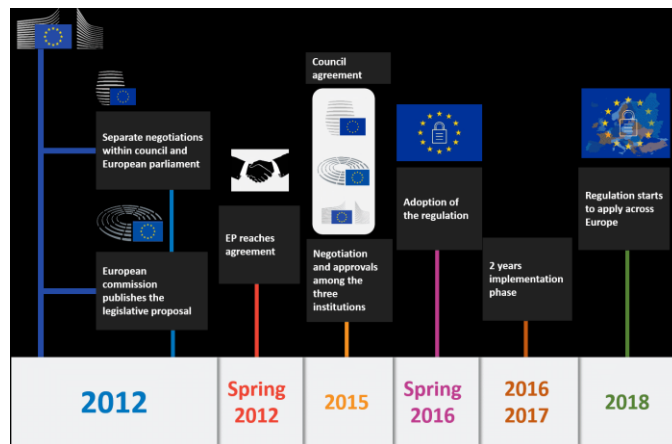 Separate negotiations
within council and
European parliament
European
commission
publishes the
legislative proposal
2012
EP reaches
agreement
Spring
2012
Council
agreement
Negotiation
and approvals
among the
three
institutions
2015
Adoption of
the regulation
Spring
2016
2 years
implementation
phase
2016
2017
Regulation starts
to apply across
Europe
2018